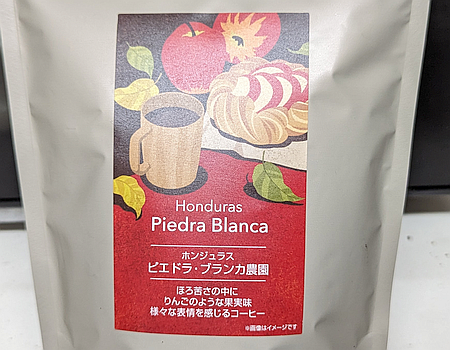 Honduras
Piedra Blanca
ホンジュラス
ピエドラ・ブランカ農園
ほろ苦さの中に
りんごのような果実味
様々な表情を感じるコーヒー
※画像はイメージです